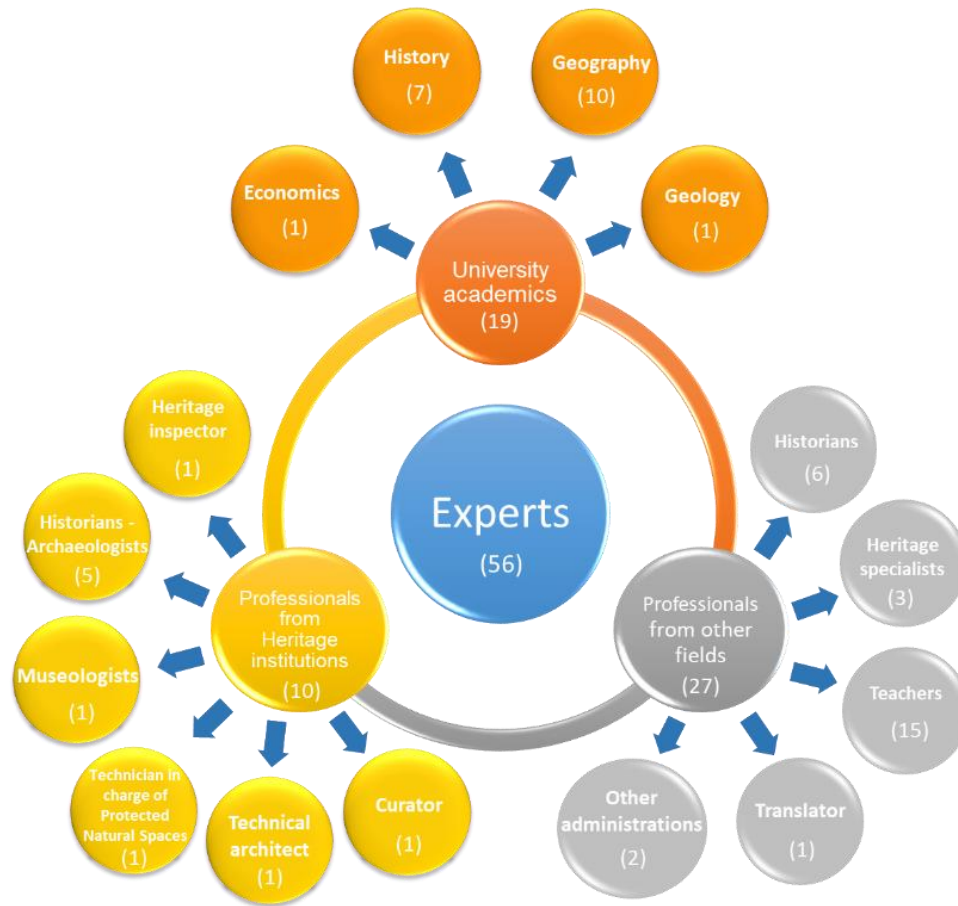 History
(7)
Geography
(10)
Economics
(1)
Geology
(1)
University
academics
(19)
Experts
(56)
Heritage
inspector
(1)
Historians -
Archaeologists
(5)
Museologists
(1)
Technician in
charge of
Protected
Natural Spaces
(1)
Technical
architect
(1)
Curator
(1)
Professionals
from
Heritage
institutions
(10)
Professionals
from other
fields
(27)
Historians
(6)
Heritage
specialists
(3)
Teachers
(15)
Translator
(1)
Other
administrations
(2)